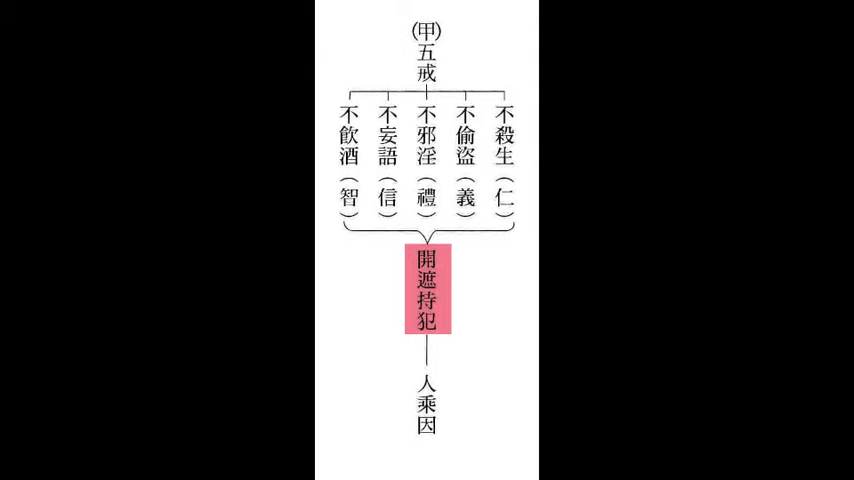 (甲)五戒
不殺生(仁)
不偷盜(義)
不邪淫(禮)
不妄語(信)
不飲酒(智)
開遮持犯
人乘因